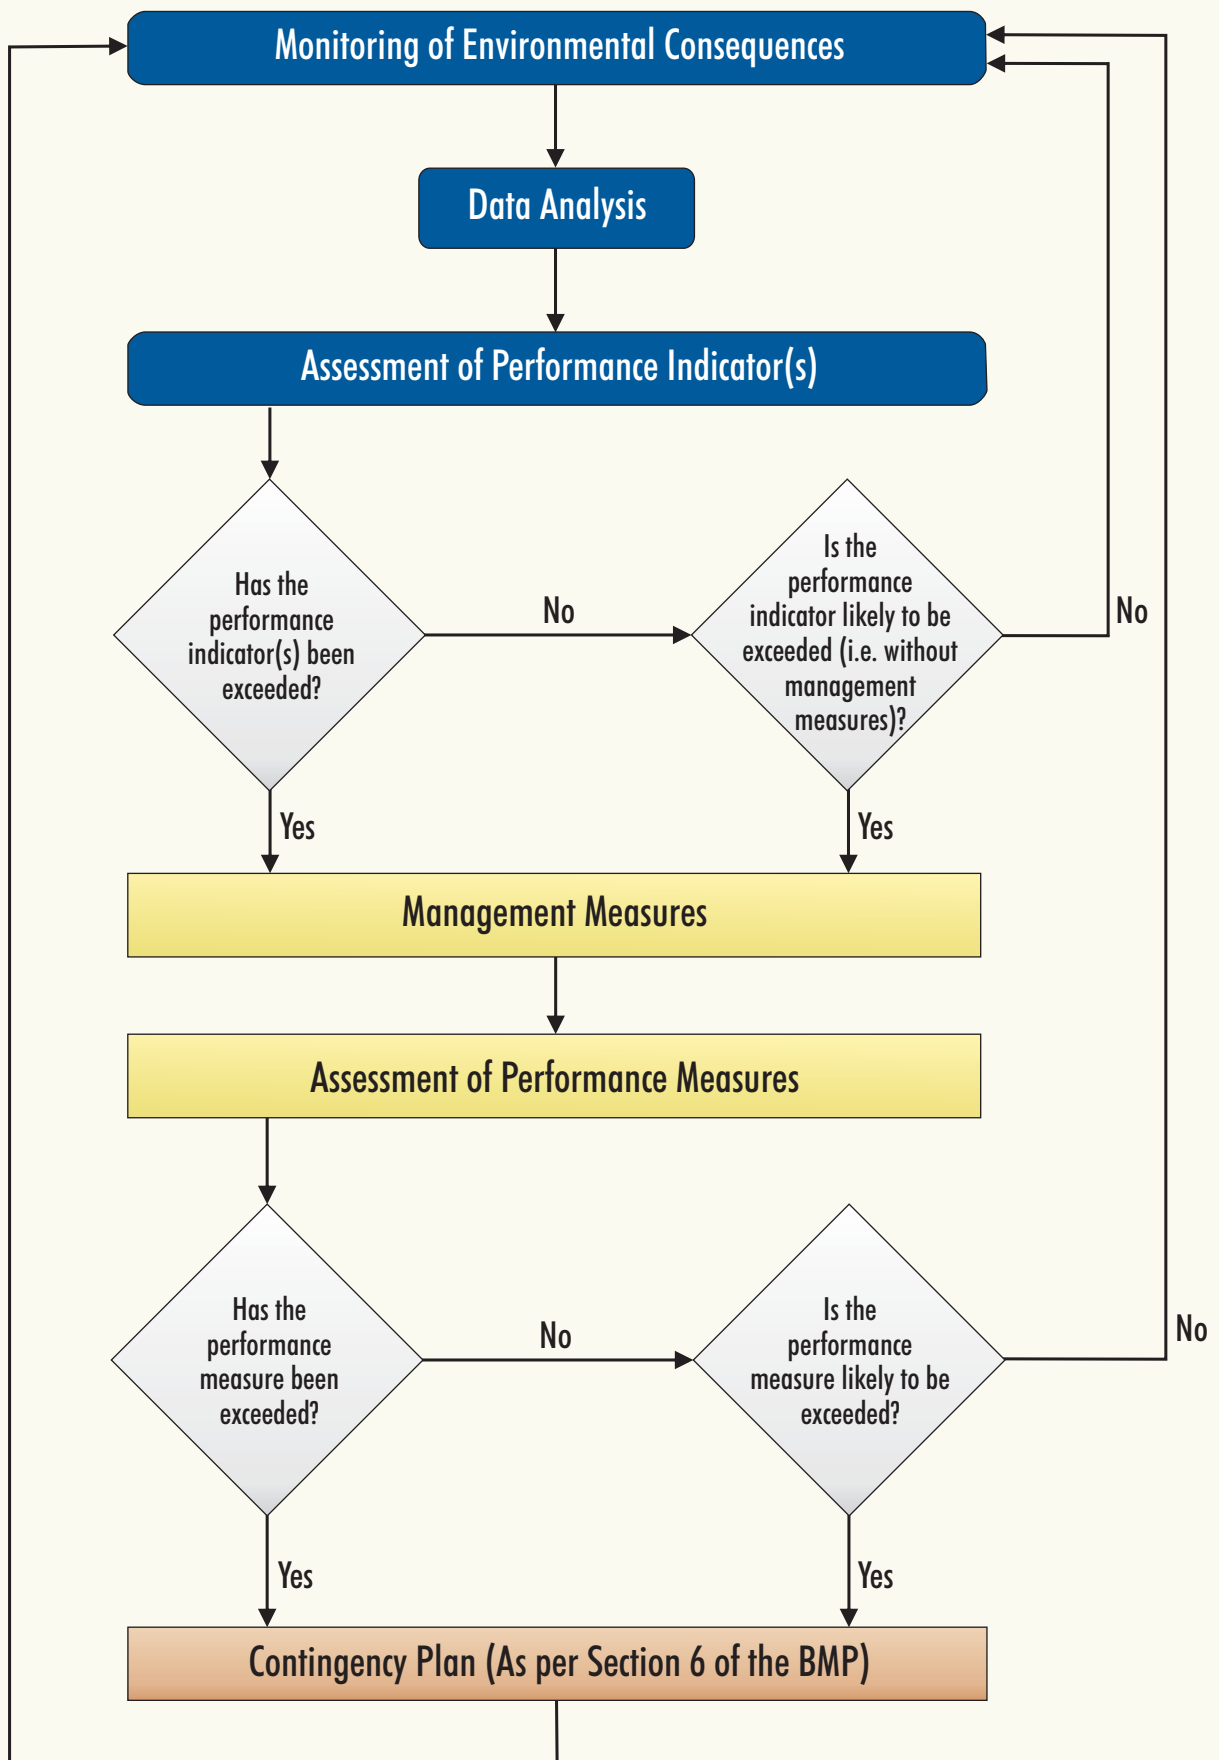 Monitoring of Environmental Consequences
Data Analysis
Assessment of Performance Indicator(s)
Has the
performance
indicator(s) been
exceeded?
No
Is the
performance
indicator likely to be
exceeded (i.e. without
management
measures)?
No
Yes
Yes
Management Measures
Assessment of Performance Measures
Has the
performance
measure been
exceeded?
No
Is the
performance
measure likely to be
exceeded?
No
Yes
Yes
Contingency Plan (As per Section 6 of the BMP)